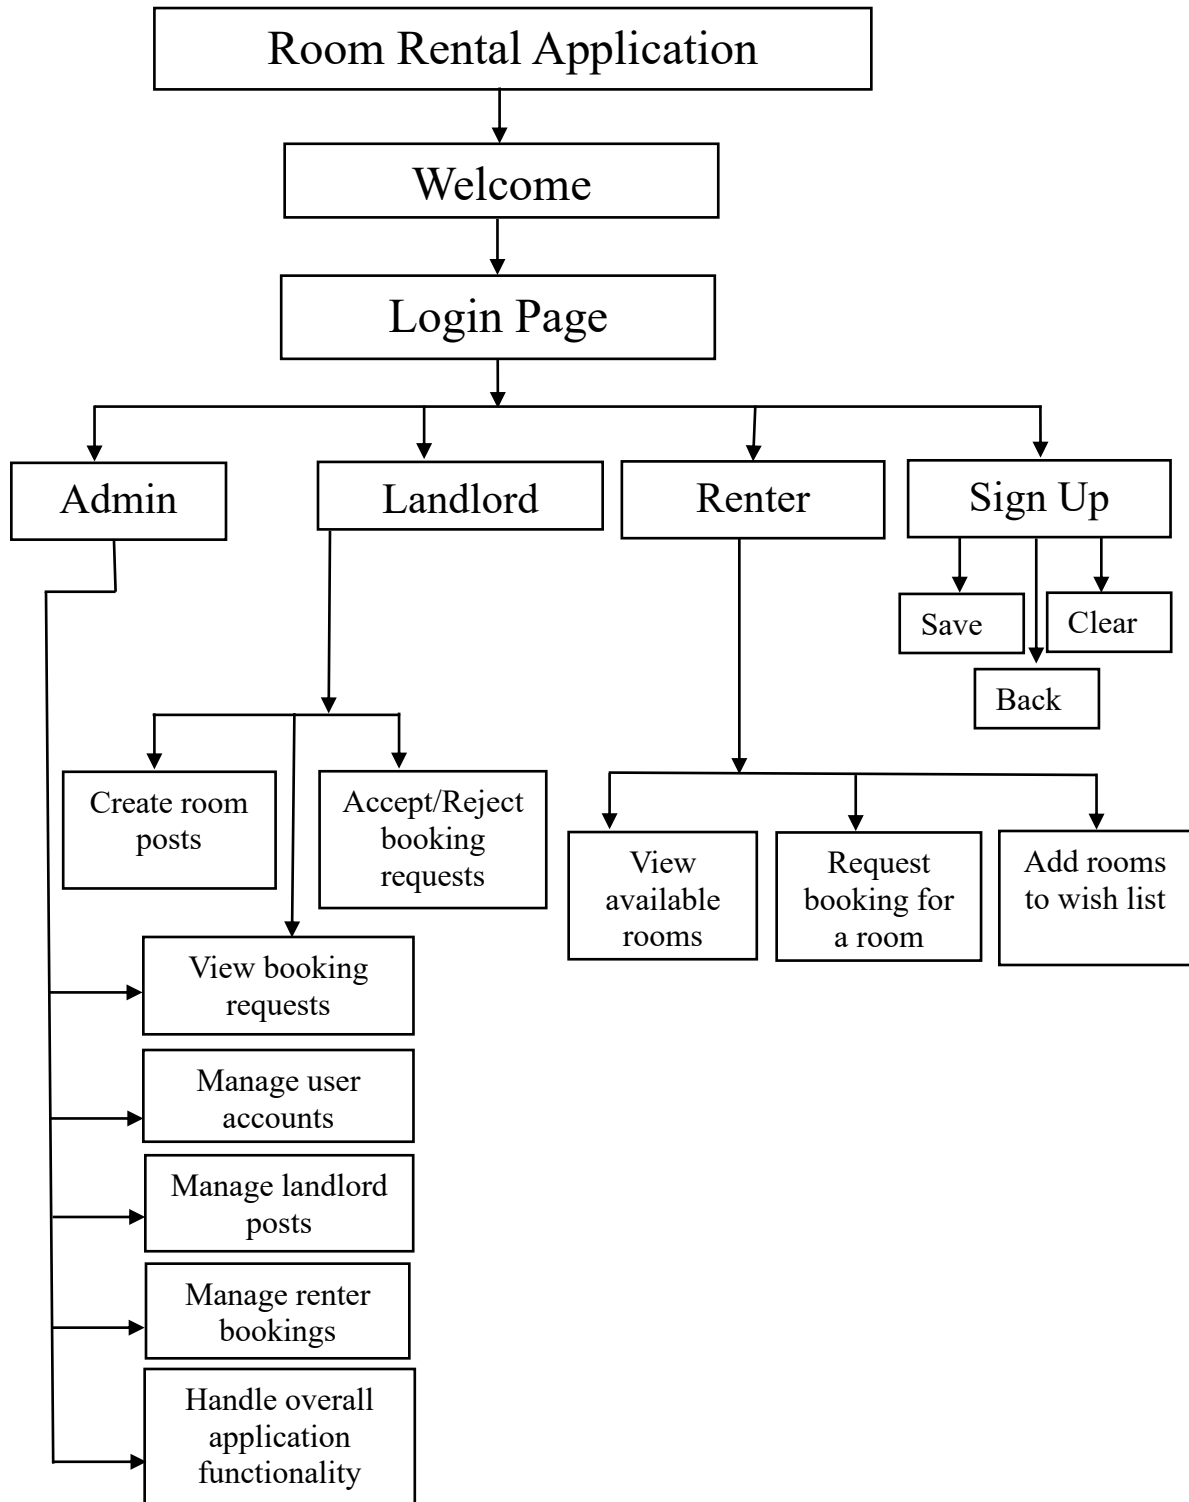 Room Rental Application
Welcome
Login Page
Admin
Landlord
Renter
Sign Up
Save
Clear
Back
Create room
posts
Accept/Reject
booking
requests
View
available
rooms
Request
booking for
a room
Add rooms
to wish list
View booking
requests
Manage user
accounts
Manage landlord
posts
Manage renter
bookings
Handle overall
application
functionality